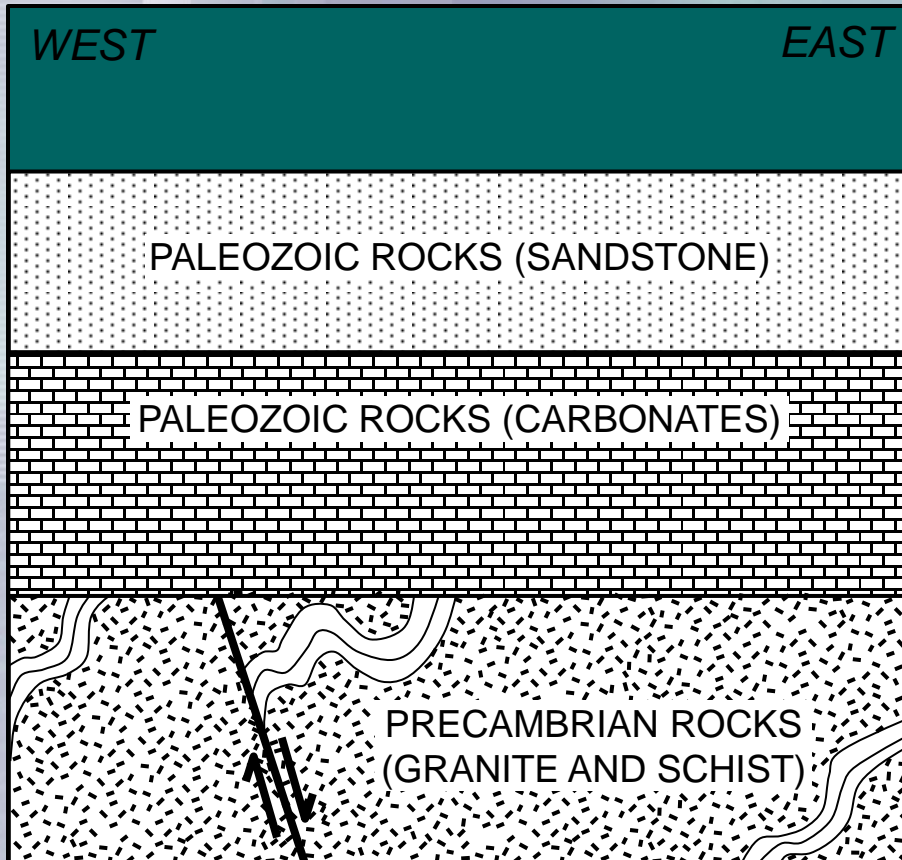 WEST
EAST
PALEOZOIC ROCKS (SANDSTONE)
PALEOZOIC ROCKS (CARBONATES)
PRECAMBRIAN ROCKS
(GRANITE AND SCHIST)